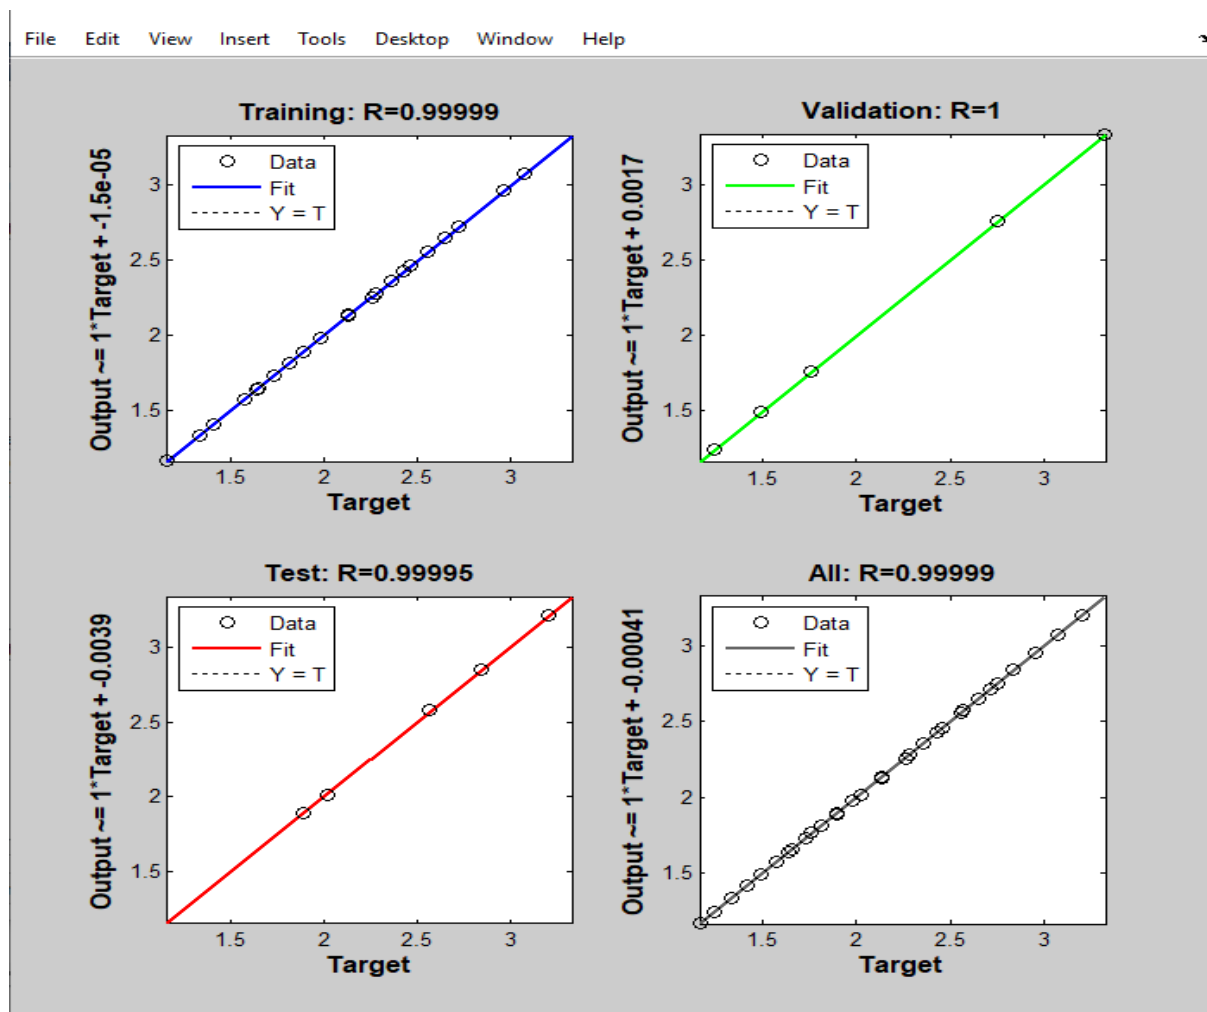 File Edit View Insert Tools Desktop Window Help
Training: R=0.99999
Output ~= 1*Target + -1.5e-05
Data
Fit
Y = T
3
2.5
2
1.5
1.5 2 2.5 3
Target
Validation: R=1
Output ~= 1*Target + 0.0017
Data
Fit
Y = T
3
2.5
2
1.5
1.5 2 2.5 3
Target
Test: R=0.99995
Output ~= 1*Target + -0.0039
Data
Fit
Y = T
3
2.5
2
1.5
1.5 2 2.5 3
Target
All: R=0.99999
Output ~= 1*Target + -0.00041
Data
Fit
Y = T
3
2.5
2
1.5
1.5 2 2.5 3
Target